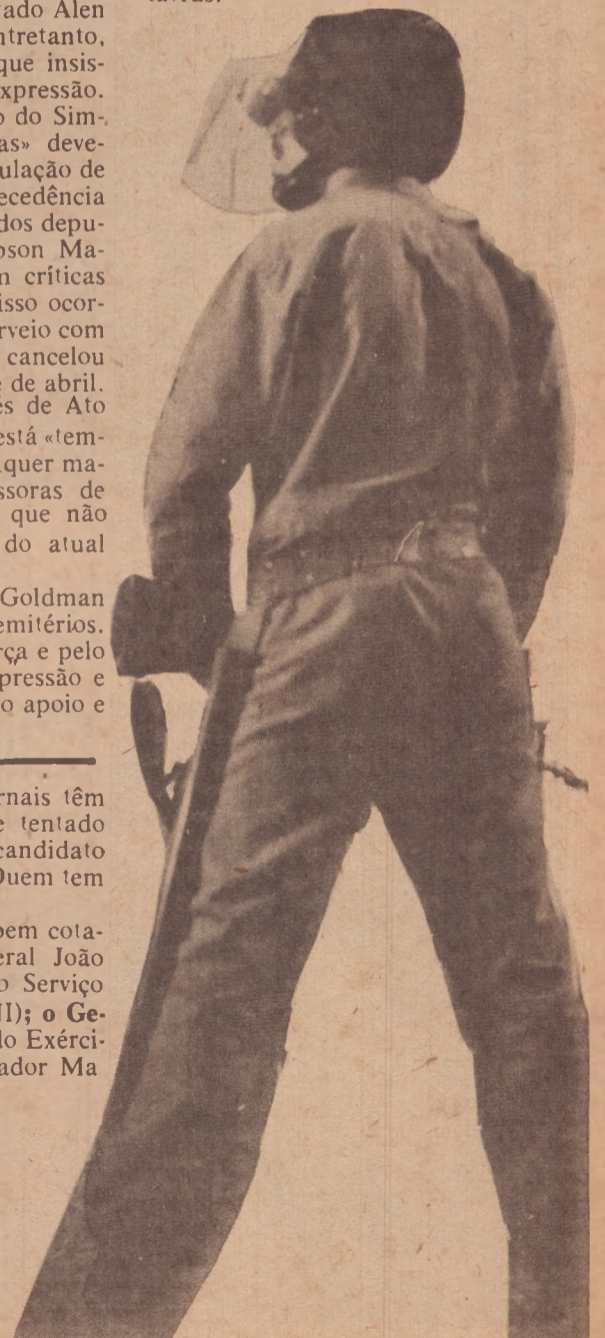 ado Alen
ntretanto,
que insis-
xpressão.
o do Sim-
as» deve-
ulação de
ecedência
dos depu-
bson Ma-
n críticas
isso ocor-
rveio com
cancelou
e de abril.
és de Ato
está «tem-
quer ma-
ssoras de
que não
do atual
Goldman
emitérios.
rça e pelo
pressão e
o apoio e
rnais têm
e tentado
candidato
Quem tem
bem cota-
eral João
o Serviço
NI); o Ge-
do Exérci-
ador Ma